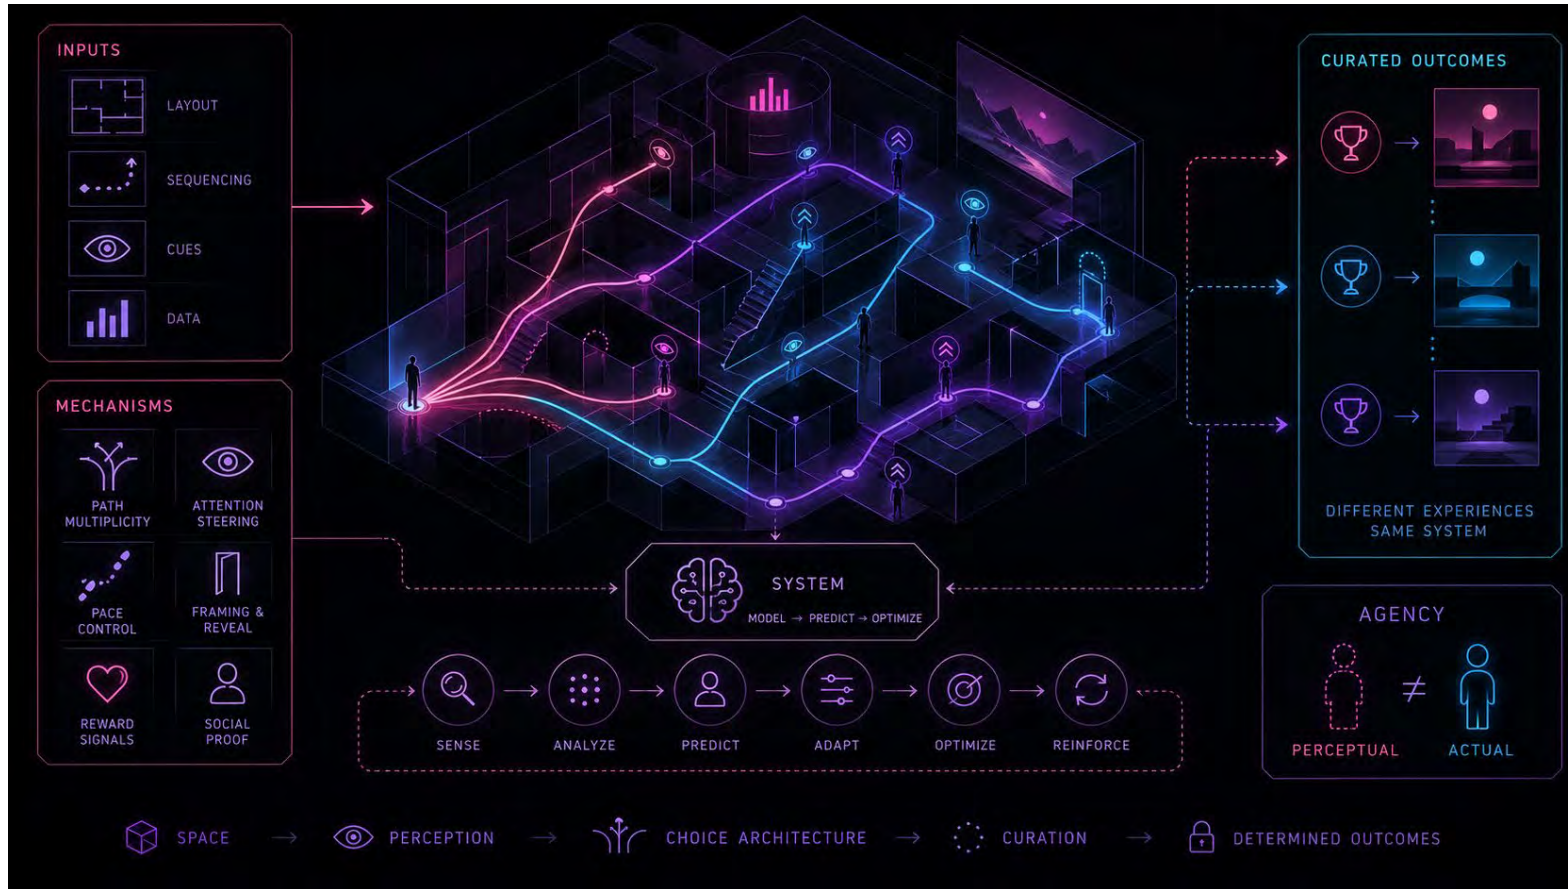 INPUTS
LAYOUT
SEQUENCING
CUES
DATA
MECHANISMS
PATH
MULTIPLICITY
ATTENTION
STEERING
PACE
CONTROL
FRAMING &
REVEAL
REWARD
SIGNALS
SOCIAL
PROOF
SYSTEM
MODEL → PREDICT → OPTIMIZE
SENSE
ANALYZE
PREDICT
ADAPT
OPTIMIZE
REINFORCE
CURATED OUTCOMES
DIFFERENT EXPERIENCES
SAME SYSTEM
AGENCY
≠
PERCEPTUAL
ACTUAL
SPACE → PERCEPTION → CHOICE ARCHITECTURE → CURATION → DETERMINED OUTCOMES